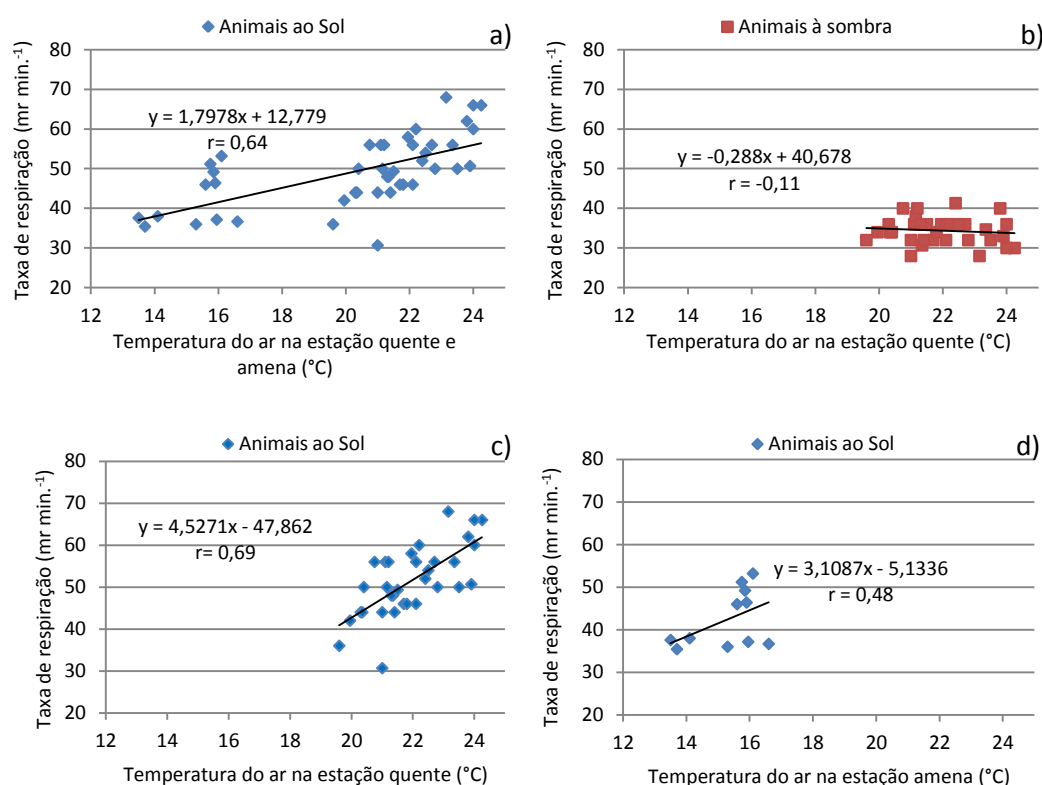 Animais ao Sol
a)
Taxa de respiração (mr min.⁻¹)
80
70
60
50
40
30
20
y = 1,7978x + 12,779
r= 0,64
12 14 16 18 20 22 24
Temperatura do ar na estação quente e
amena (°C)
Animais à sombra
b)
Taxa de respiração (mr min.⁻¹)
80
70
60
50
40
30
20
y = -0,288x + 40,678
r = -0,11
12 14 16 18 20 22 24
Temperatura do ar na estação quente (°C)
Animais ao Sol
c)
Taxa de respiração (mr min.⁻¹)
80
70
60
50
40
30
20
y = 4,5271x - 47,862
r= 0,69
12 14 16 18 20 22 24
Temperatura do ar na estação quente (°C)
Animais ao Sol
d)
Taxa de respiração (mr min.⁻¹)
80
70
60
50
40
30
20
y = 3,1087x - 5,1336
r = 0,48
12 14 16 18 20 22 24
Temperatura do ar na estação amena (°C)